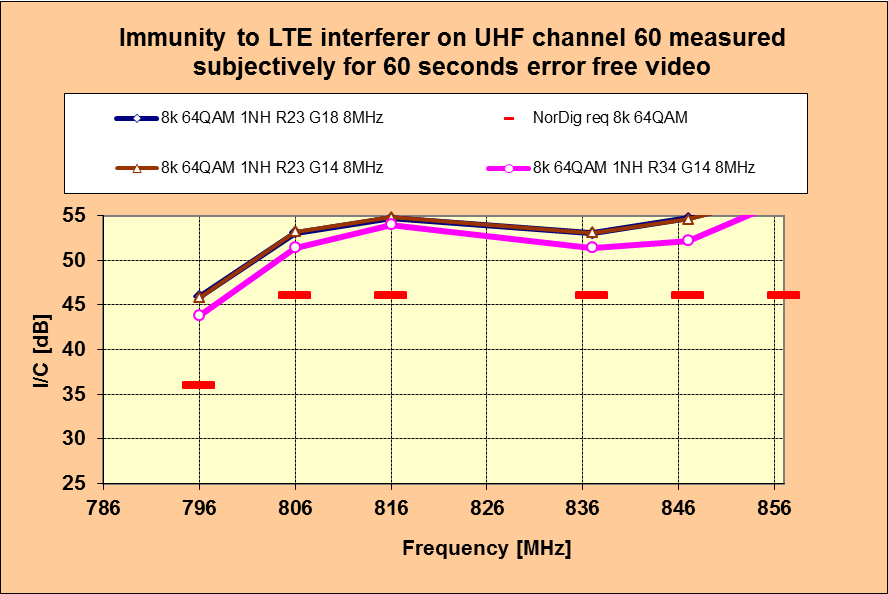 Immunity to LTE interferer on UHF channel 60 measured
subjectively for 60 seconds error free video
8k 64QAM 1NH R23 G18 8MHz
NorDig req 8k 64QAM
8k 64QAM 1NH R23 G14 8MHz
8k 64QAM 1NH R34 G14 8MHz
55
50
45
40
35
30
25
I/C [dB]
786 796 806 816 826 836 846 856
Frequency [MHz]